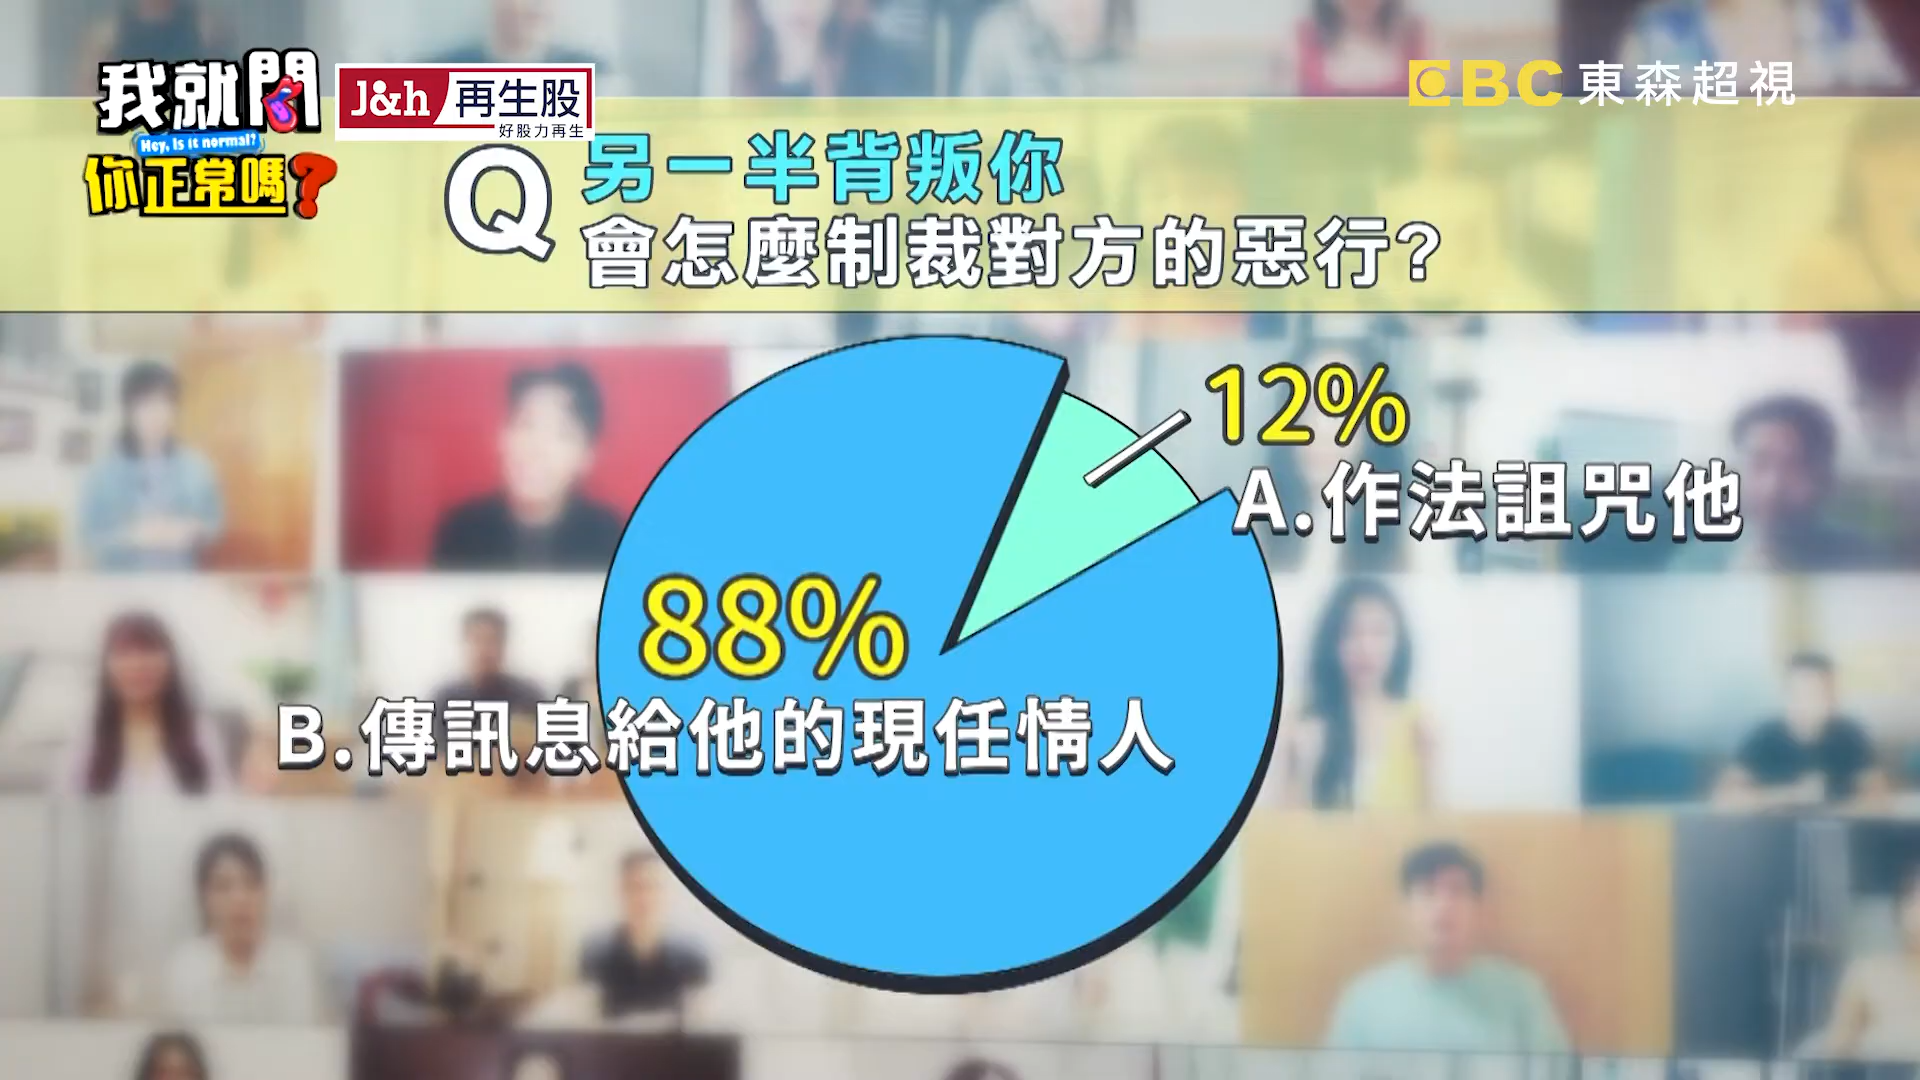 我就問
Hey, is it normal?
你正常嗎?
J&h 再生股
好股力再生
EBC 東森超視
Q 另一半背叛你
會怎麼制裁對方的惡行?
12%
A.作法詛咒他
88%
B.傳訊息給他的現任情人